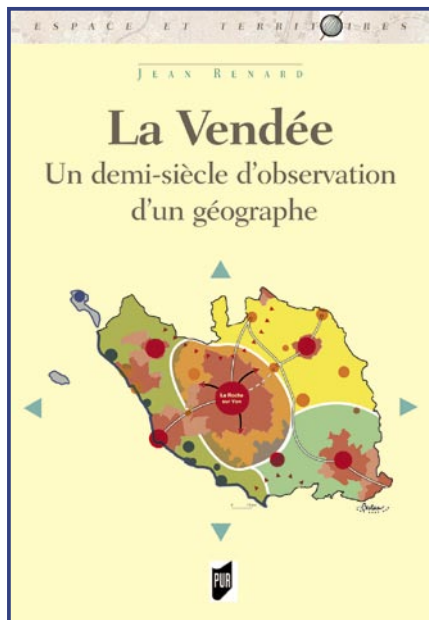 ESPACE ET TERRITOIRES
JEAN RENARD
La Vendée
Un demi-siècle d'observation
d'un géographe
La Roche
sur Yon
PUR